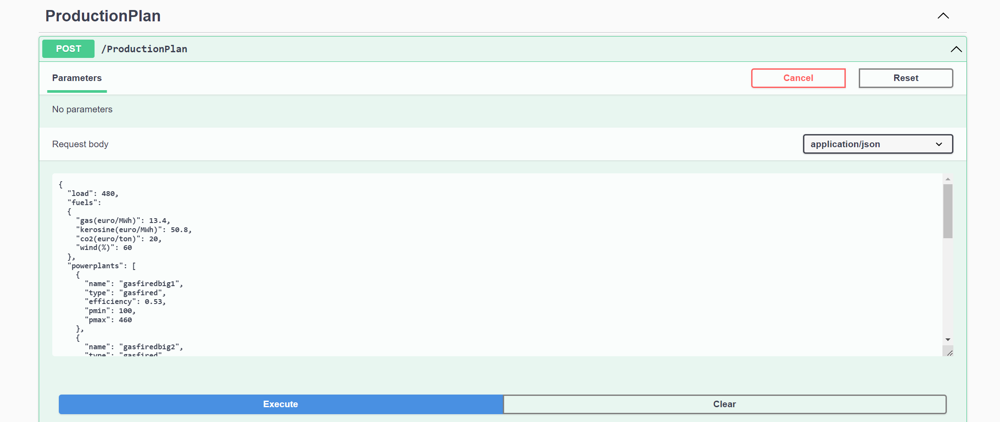 ProductionPlan
POST /ProductionPlan
Parameters Cancel Reset
No parameters
Request body application/json
{
"load": 480,
"fuels":
{
"gas(euro/MWh)": 13.4,
"kerosine(euro/MWh)": 50.8,
"co2(euro/ton)": 20,
"wind(%)": 60
},
"powerplants": [
{
"name": "gasfiredbig1",
"type": "gasfired",
"efficiency": 0.53,
"pmin": 100,
"pmax": 460
},
{
"name": "gasfiredbig2",
"type": "gasfired"
Execute Clear